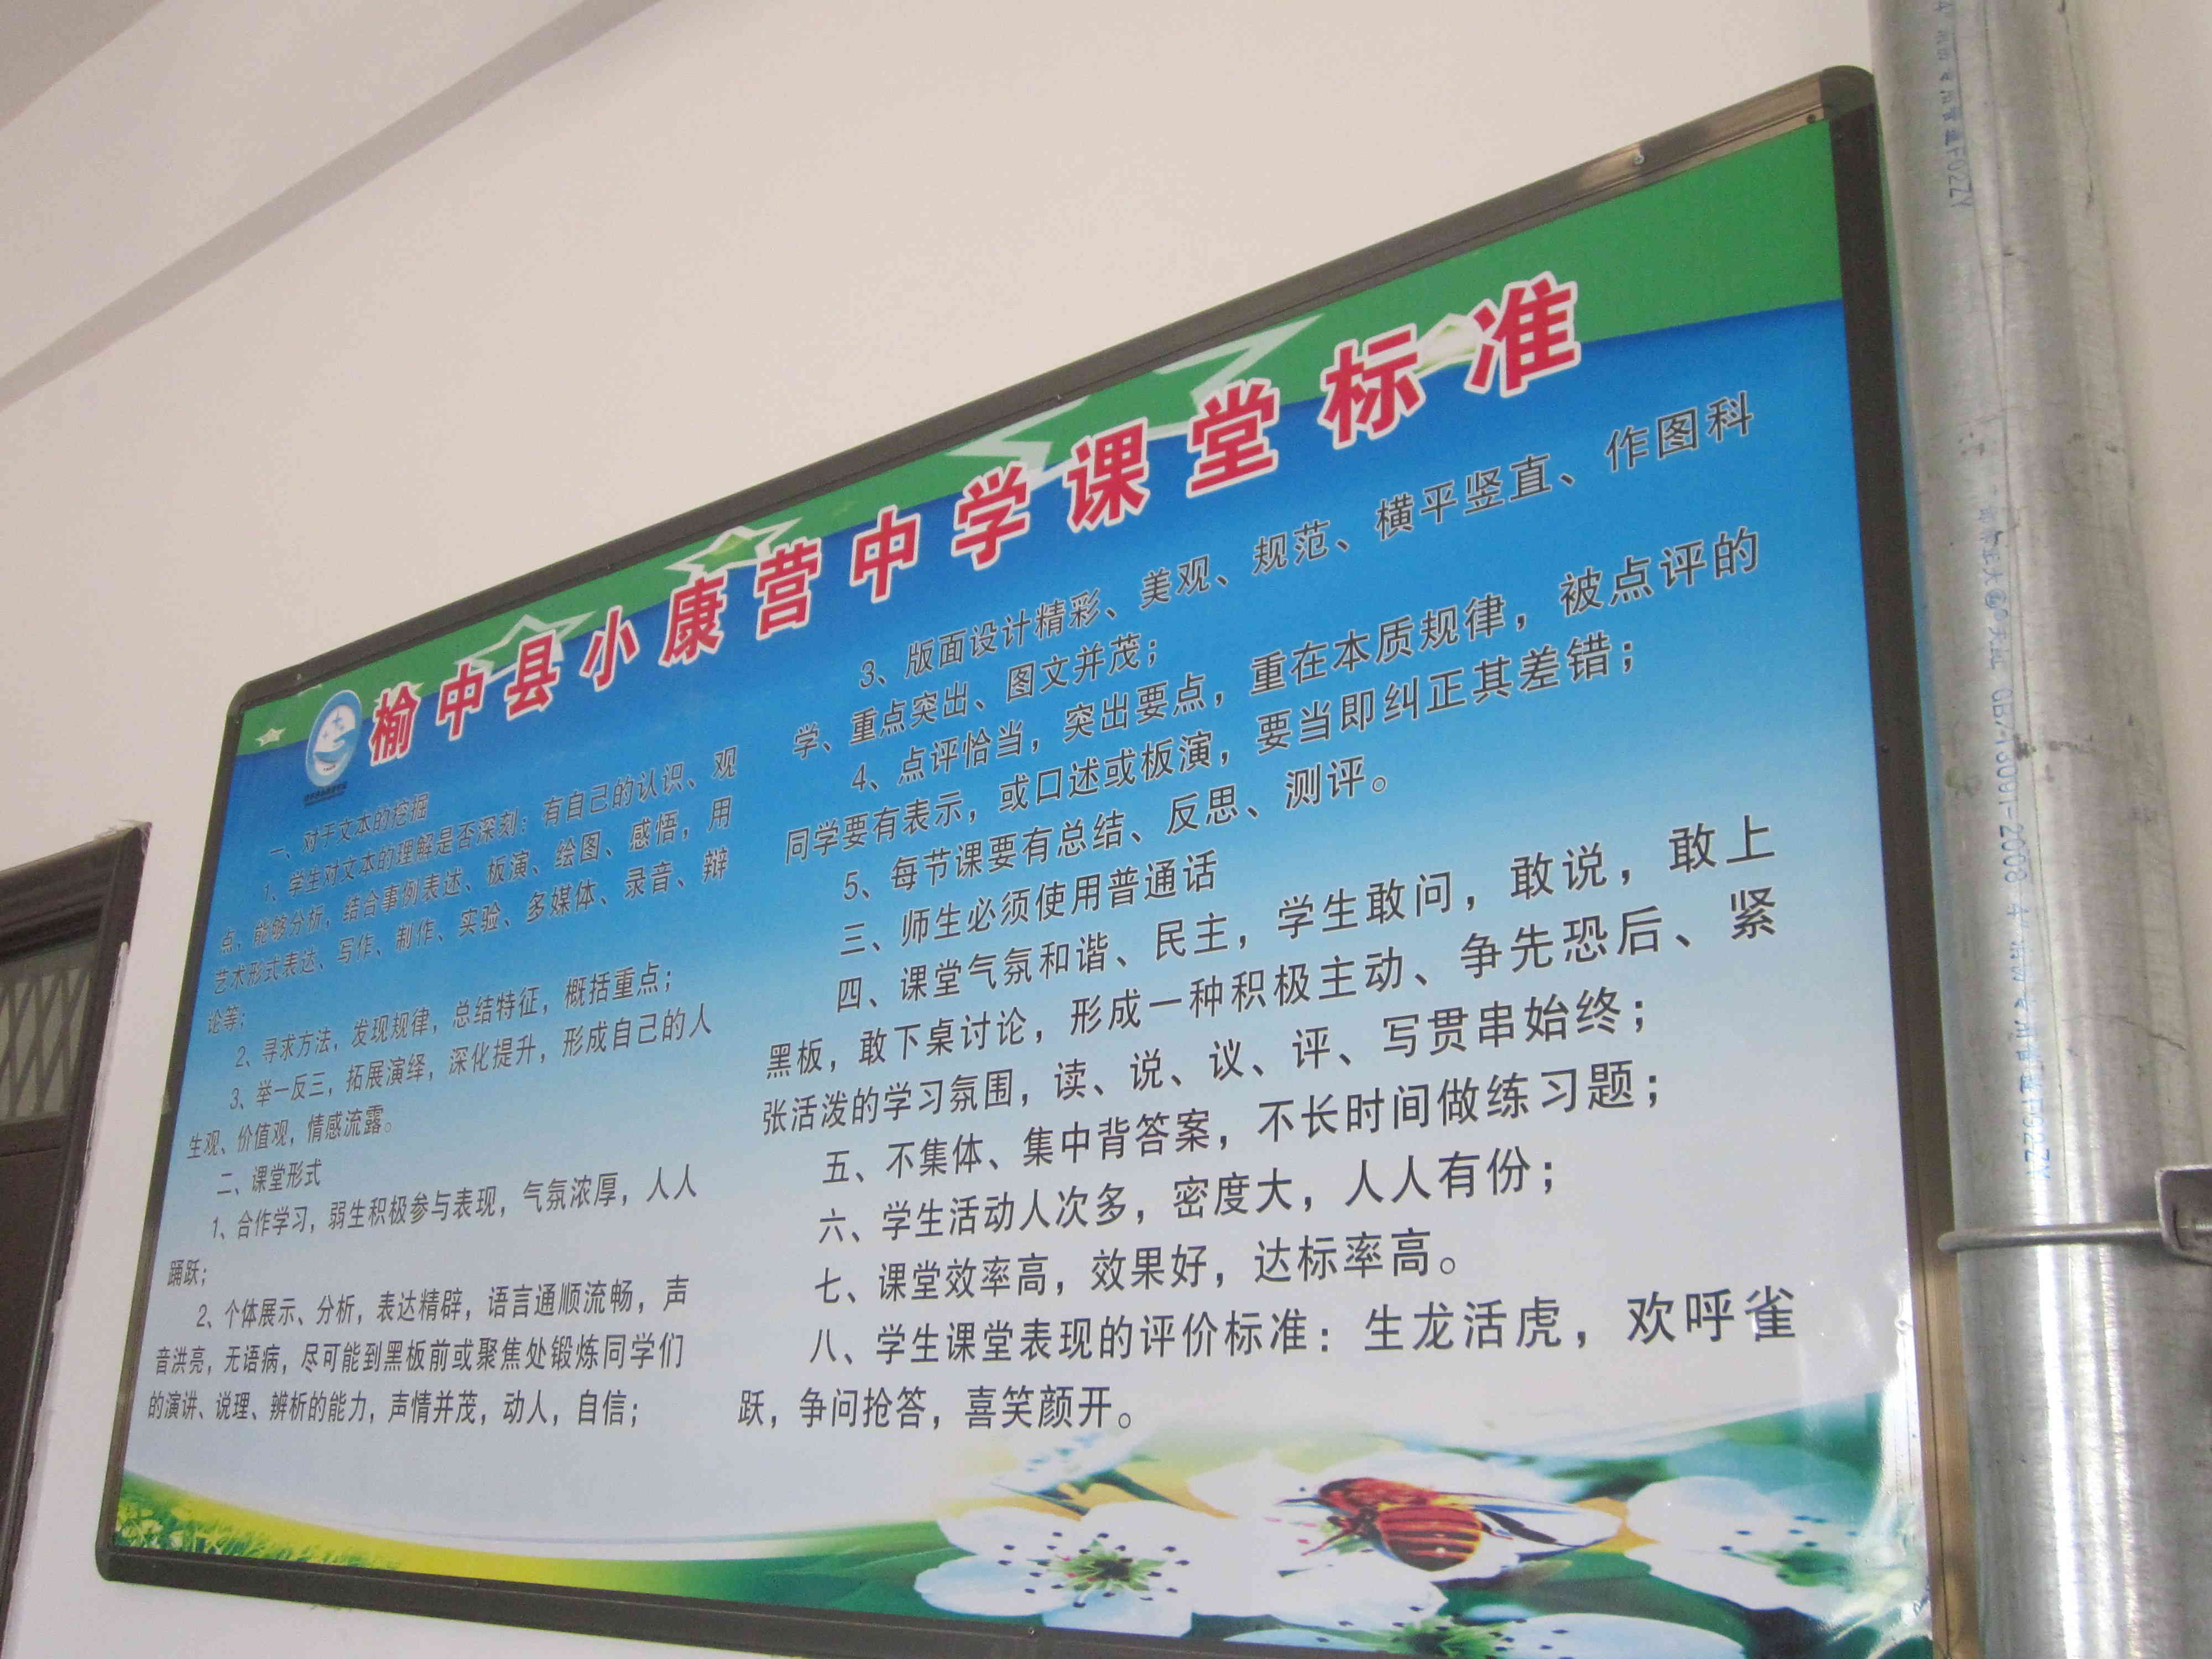 榆中县小康营中学课堂标准
一、对于文本的挖掘
1、学生对文本的理解是否深刻：有自己的认识、观
点，能够分析，结合事例表述、板演、绘图、感悟，用
艺术形式表达、写作、制作、实验、多媒体、录音、辩
论等；
2、寻求方法，发现规律，总结特征，概括重点；
3、举一反三，拓展演绎，深化提升，形成自己的人
生观、价值观，情感流露。
二、课堂形式
1、合作学习，弱生积极参与表现，气氛浓厚，人人
踊跃；
2、个体展示、分析，表达精辟，语言通顺流畅，声
音洪亮，无语病，尽可能到黑板前或聚焦处锻炼同学们
的演讲、说理、辨析的能力，声情并茂，动人，自信；
3、版面设计精彩、美观、规范、横平竖直、作图科
学、重点突出、图文并茂；
4、点评恰当，突出要点，重在本质规律，被点评的
同学要有表示，或口述或板演，要当即纠正其差错；
5、每节课要有总结、反思、测评。
三、师生必须使用普通话
四、课堂气氛和谐、民主，学生敢问，敢说，敢上
黑板，敢下桌讨论，形成一种积极主动、争先恐后、紧
张活泼的学习氛围，读、说、议、评、写贯串始终；
五、不集体、集中背答案，不长时间做练习题；
六、学生活动人次多，密度大，人人有份；
七、课堂效率高，效果好，达标率高。
八、学生课堂表现的评价标准：生龙活虎，欢呼雀
跃，争问抢答，喜笑颜开。